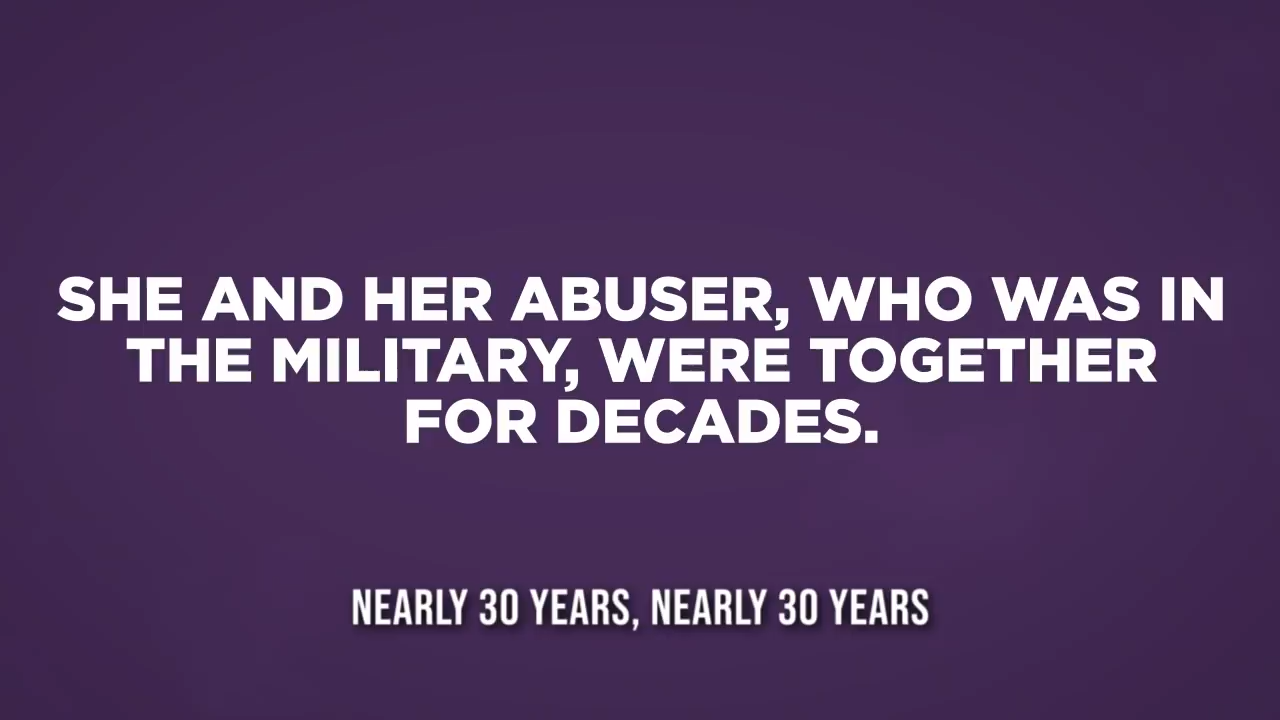 SHE AND HER ABUSER, WHO WAS IN
THE MILITARY, WERE TOGETHER
FOR DECADES.
NEARLY 30 YEARS, NEARLY 30 YEARS